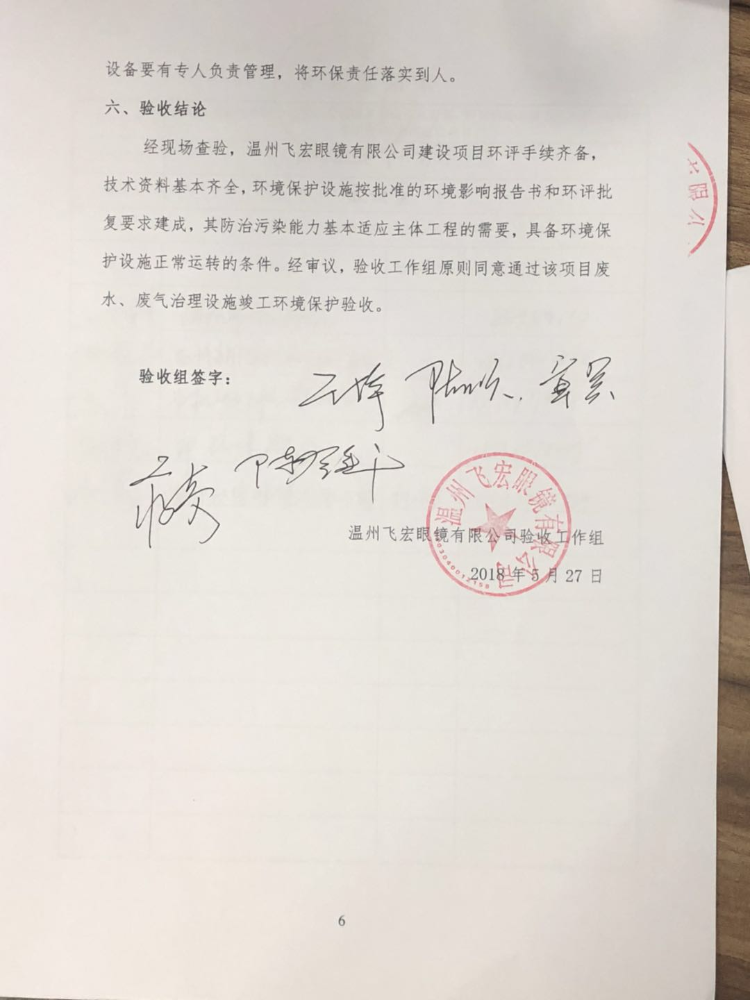 设备要有专人负责管理，将环保责任落实到人。
六、验收结论
经现场查验，温州飞宏眼镜有限公司建设项目环评手续齐备，
技术资料基本齐全，环境保护设施按批准的环境影响报告书和环评批
复要求建成，其防治污染能力基本适应主体工程的需要，具备环境保
护设施正常运转的条件。经审议，验收工作组原则同意通过该项目废
水、废气治理设施竣工环境保护验收。
验收组签字：
温州飞宏眼镜有限公司
温州飞宏眼镜有限公司验收工作组
2018 年 5 月 27 日
限公
6